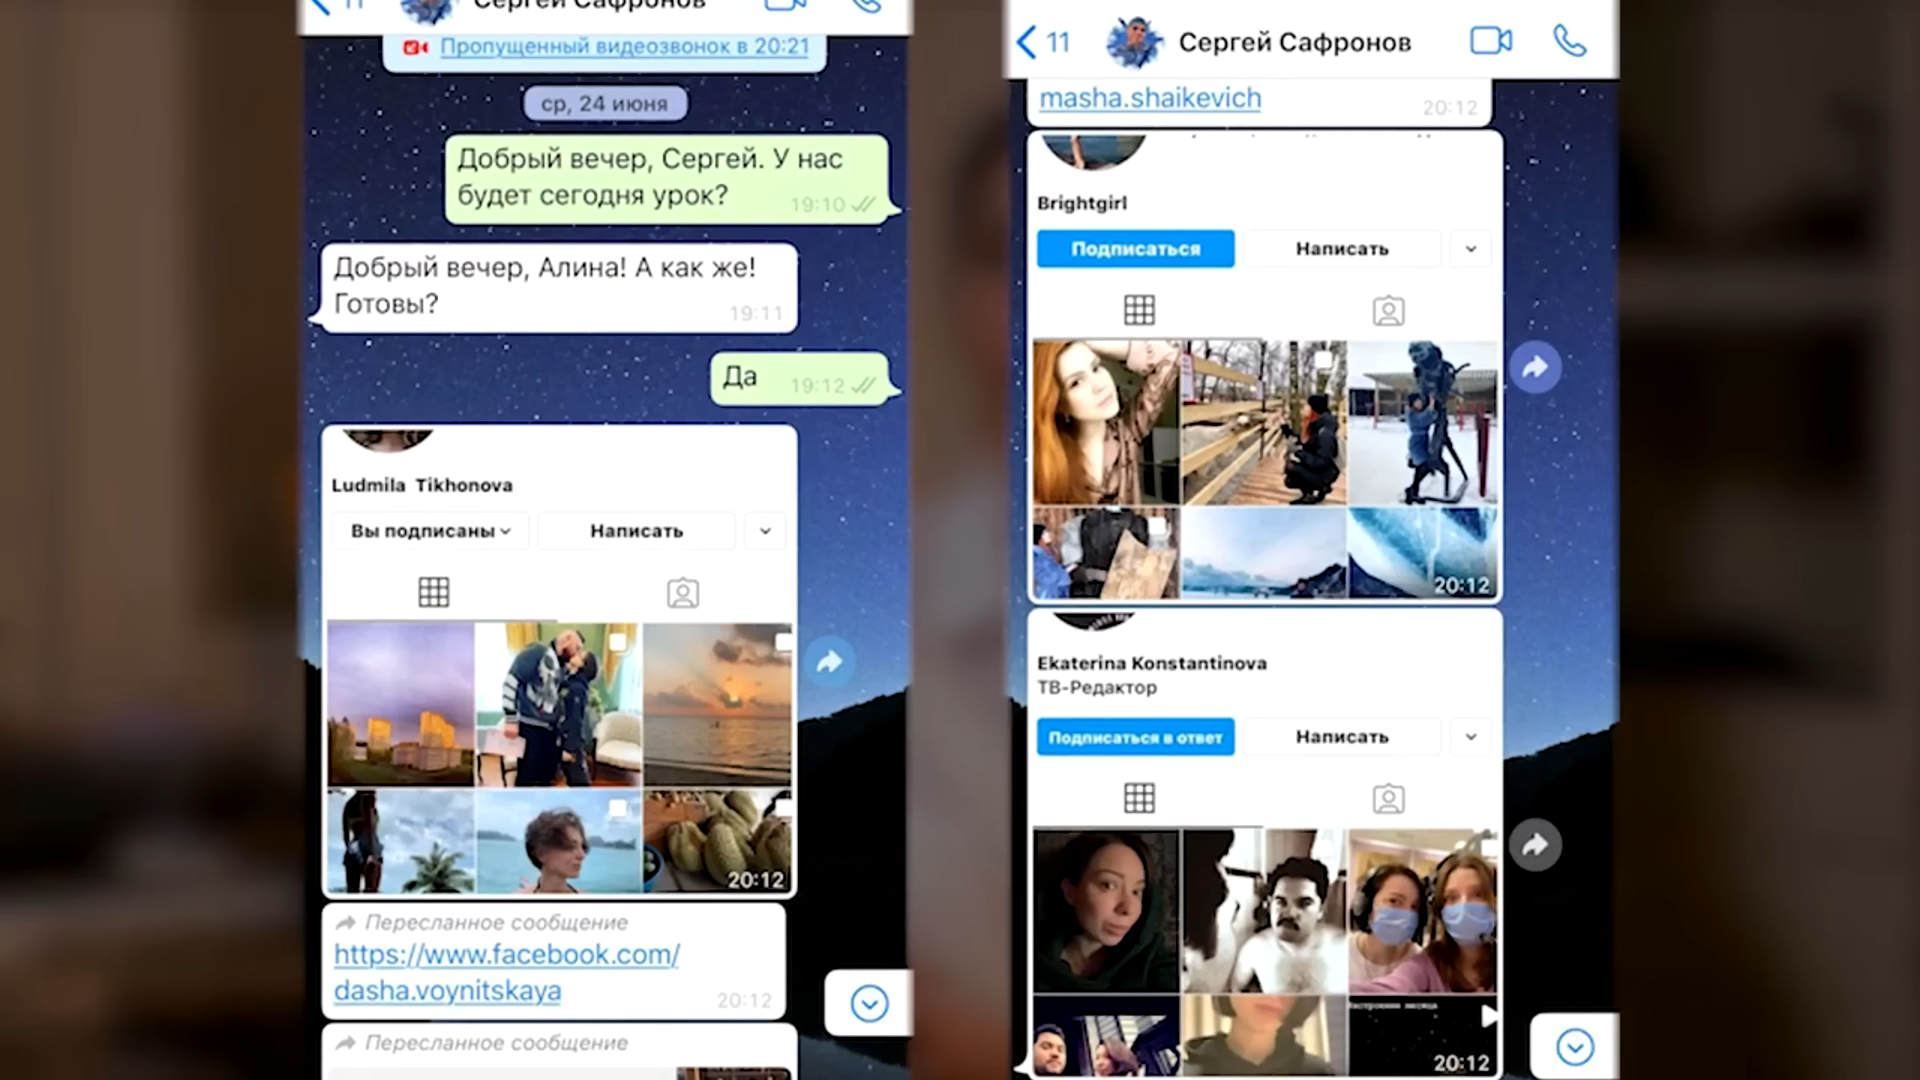 11
Сергей Сафронов
Пропущенный видеозвонок в 20:21
ср, 24 июня
Добрый вечер, Сергей. У нас
будет сегодня урок?
19:10
Добрый вечер, Алина! А как же!
Готовы?
19:11
Да
19:12
Ludmila Tikhonova
Вы подписаны
Написать
20:12
Пересланное сообщение
https://www.facebook.com/
dasha.voynitskaya
20:12
Пересланное сообщение
11
Сергей Сафронов
masha.shaikevich
20:12
Brightgirl
Подписаться
Написать
20:12
Ekaterina Konstantinova
ТВ-Редактор
Подписаться в ответ
Написать
20:12